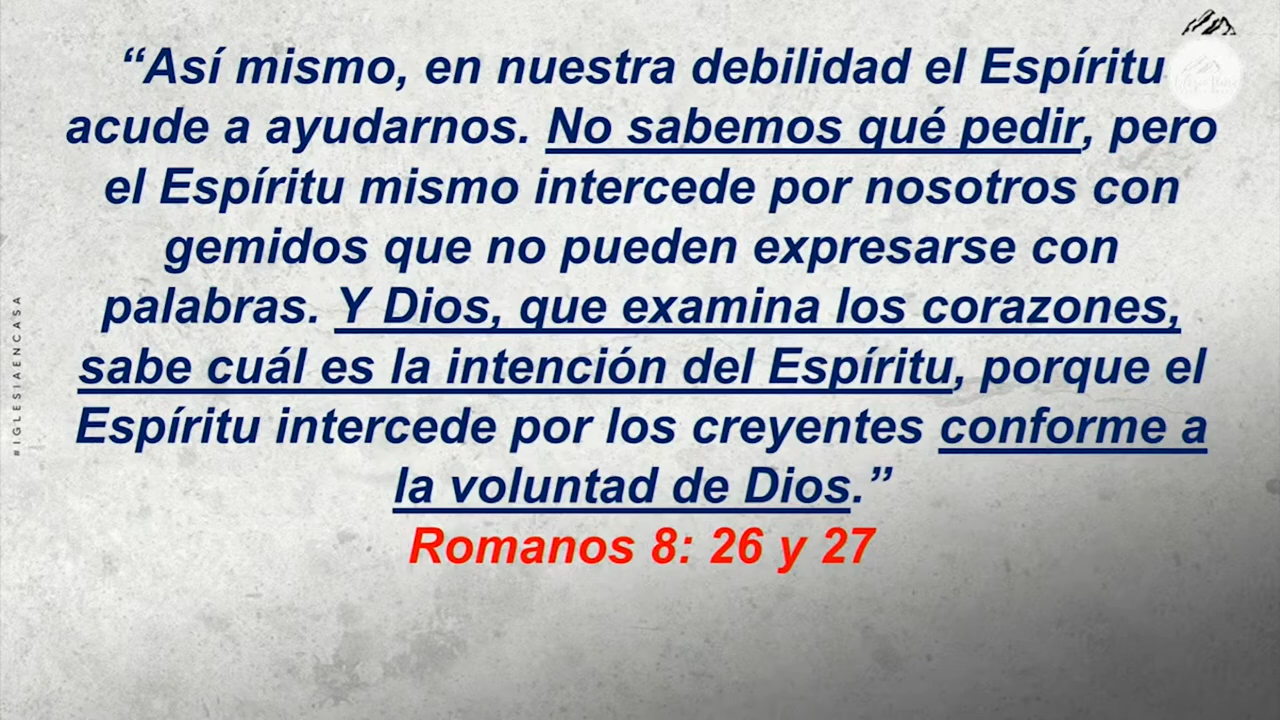 “Así mismo, en nuestra debilidad el Espíritu
acude a ayudarnos. No sabemos qué pedir, pero
el Espíritu mismo intercede por nosotros con
gemidos que no pueden expresarse con
palabras. Y Dios, que examina los corazones,
sabe cuál es la intención del Espíritu, porque el
Espíritu intercede por los creyentes conforme a
la voluntad de Dios.”
Romanos 8: 26 y 27
#IGLESIAENCASA